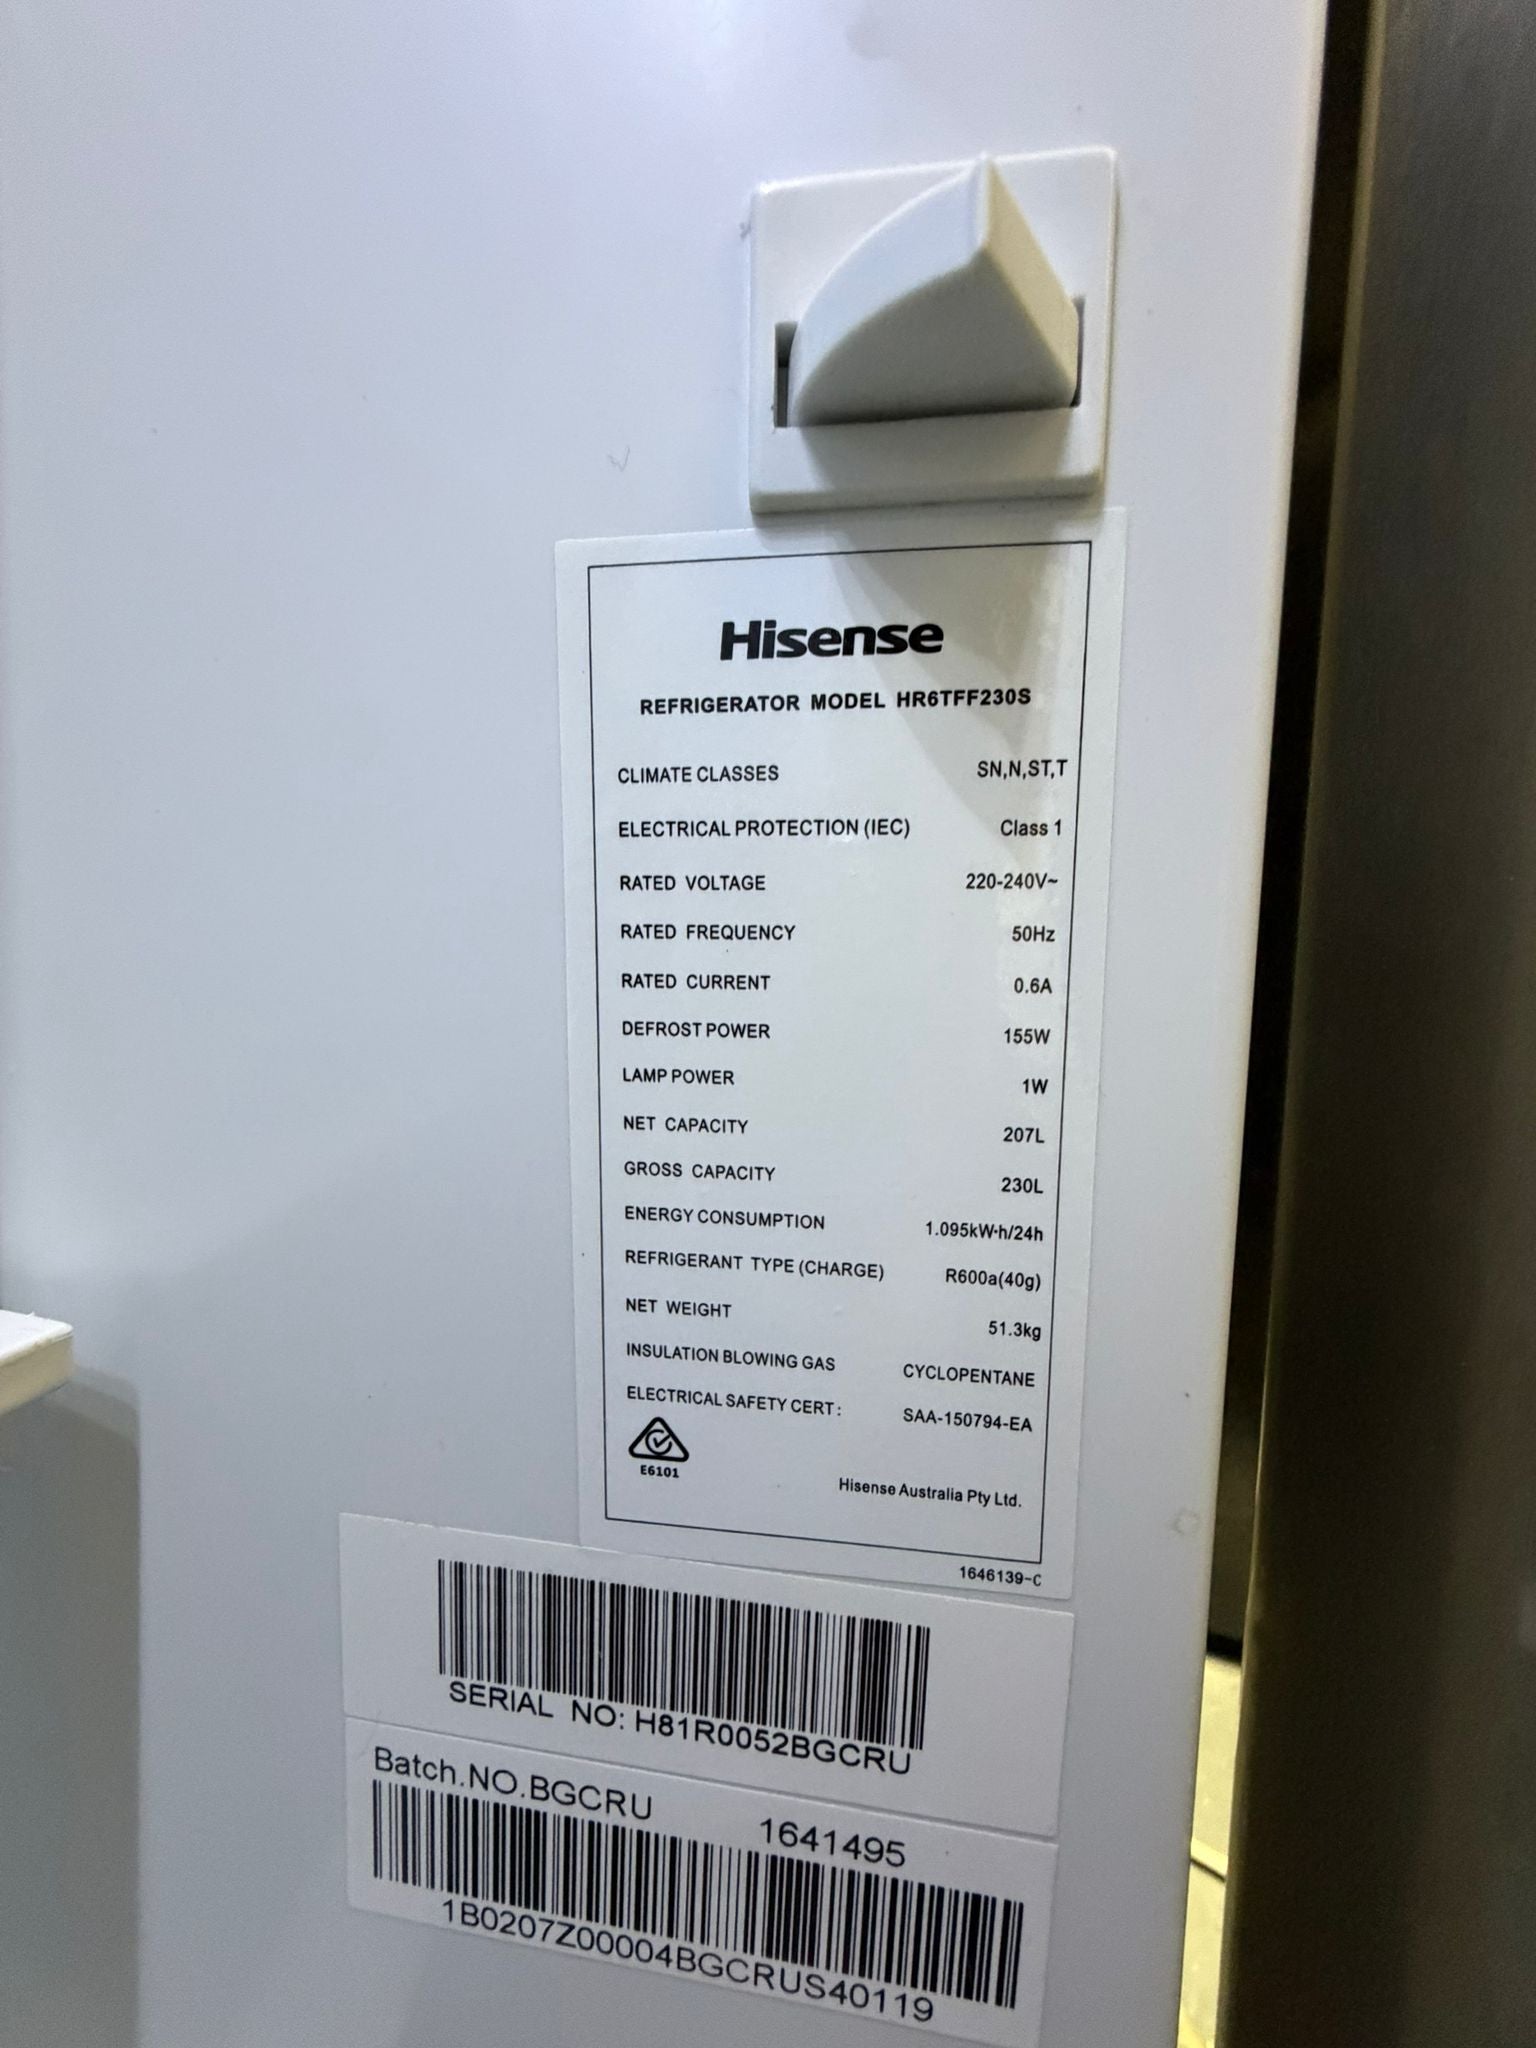 Hisense
REFRIGERATOR MODEL HR6TFF230S
CLIMATE CLASSES SN,N,ST,T
ELECTRICAL PROTECTION (IEC) Class 1
RATED VOLTAGE 220-240V~
RATED FREQUENCY 50Hz
RATED CURRENT 0.6A
DEFROST POWER 155W
LAMP POWER 1W
NET CAPACITY 207L
GROSS CAPACITY 230L
ENERGY CONSUMPTION 1.095kW·h/24h
REFRIGERANT TYPE (CHARGE) R600a(40g)
NET WEIGHT 51.3kg
INSULATION BLOWING GAS CYCLOPENTANE
ELECTRICAL SAFETY CERT: SAA-150794-EA
E6101
Hisense Australia Pty Ltd.
1646139-C
SERIAL NO: H81R0052BGCRU
Batch.NO.BGCRU 1641495
1B0207Z00004BGCRUS40119